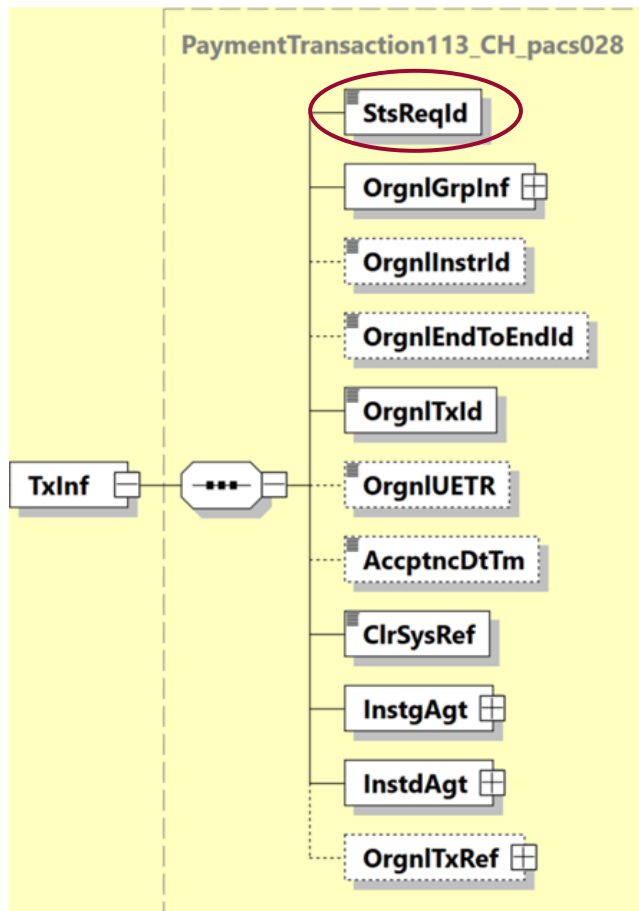 PaymentTransaction113_CH_pacs028
StsReqId
OrgnlGrpInf
OrgnlInstrId
OrgnlEndToEndId
OrgnlTxId
TxInf
OrgnlUETR
AccptncDtTm
ClrSysRef
InstgAgt
InstdAgt
OrgnlTxRef